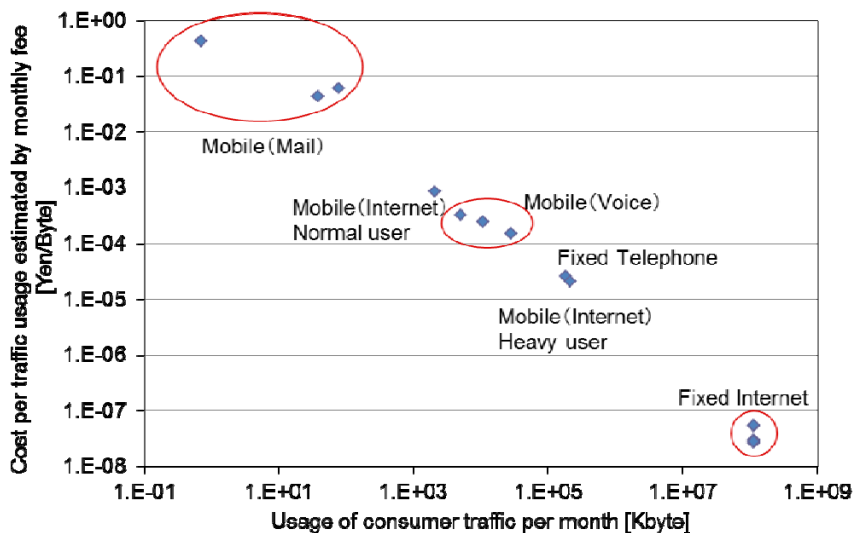 Cost per traffic usage estimated by monthly fee
[Yen/Byte]
1.E+00
1.E-01
1.E-02
1.E-03
1.E-04
1.E-05
1.E-06
1.E-07
1.E-08
Mobile(Mail)
Mobile(Internet)
Normal user
Mobile(Voice)
Fixed Telephone
Mobile(Internet)
Heavy user
Fixed Internet
1.E-01 1.E+01 1.E+03 1.E+05 1.E+07 1.E+09
Usage of consumer traffic per month [Kbyte]